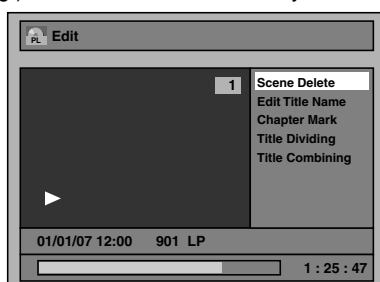 PL Edit
1
Scene Delete
Edit Title Name
Chapter Mark
Title Dividing
Title Combining
01/01/07 12:00 901 LP
1 : 25 : 47